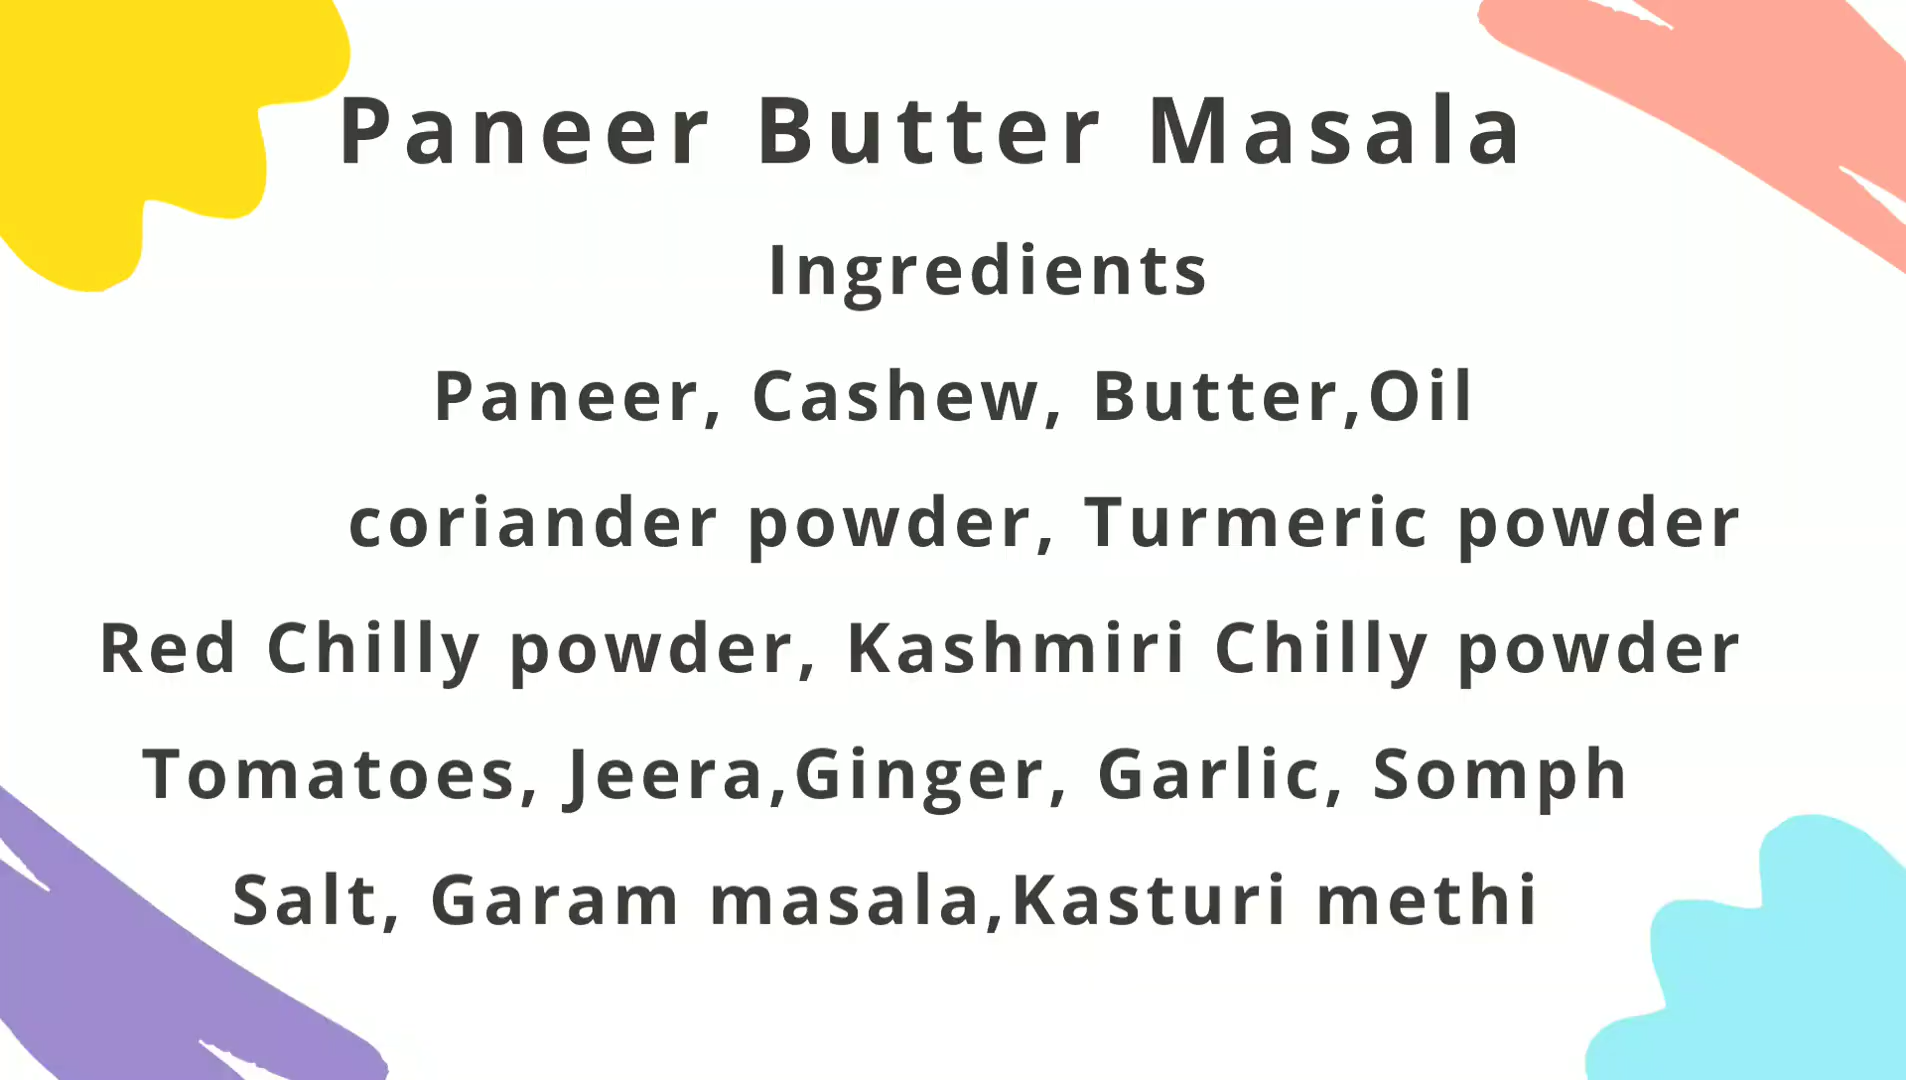 Paneer Butter Masala
Ingredients
Paneer, Cashew, Butter,Oil
coriander powder, Turmeric powder
Red Chilly powder, Kashmiri Chilly powder
Tomatoes, Jeera,Ginger, Garlic, Somph
Salt, Garam masala,Kasturi methi